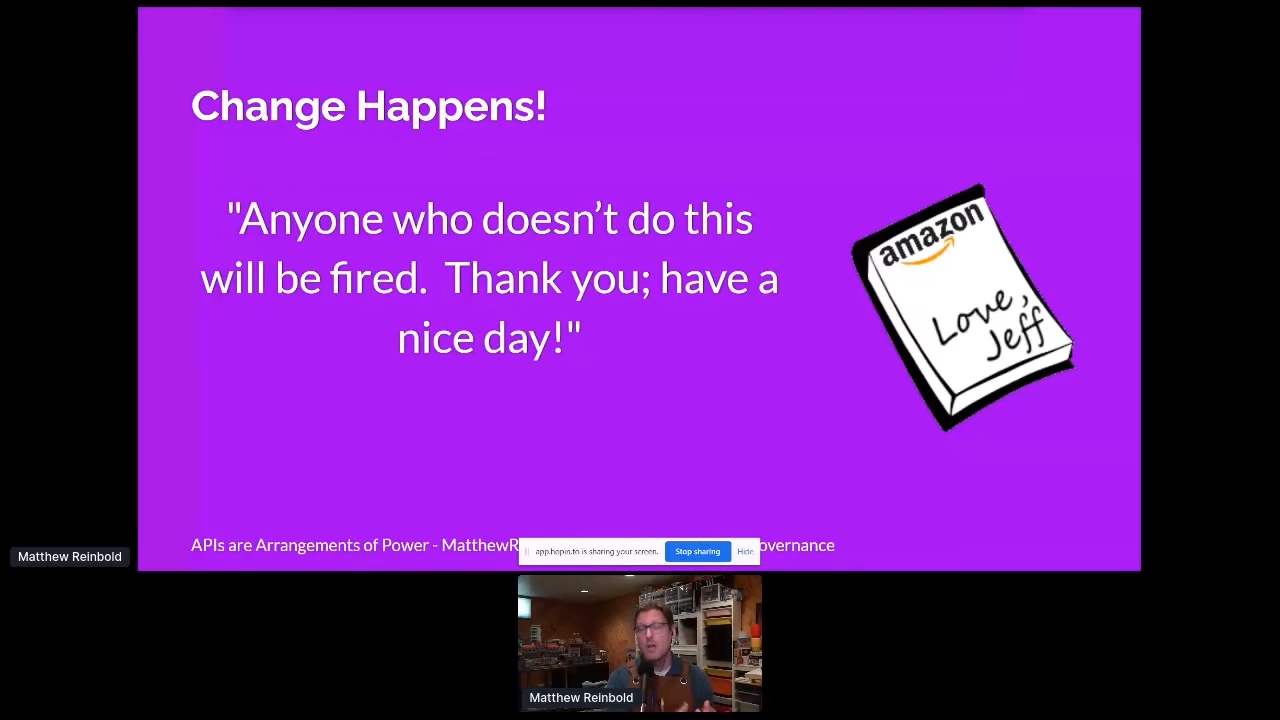 Change Happens!
"Anyone who doesn’t do this
will be fired.  Thank you; have a
nice day!"
amazon
Love,
Jeff
APIs are Arrangements of Power - MatthewR
overnance
app.hopin.to is sharing your screen.
Stop sharing
Hide
Matthew Reinbold
Matthew Reinbold